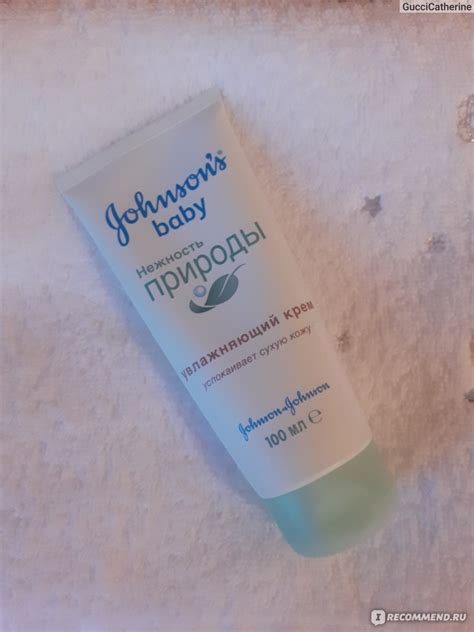 GucciCatherine
Johnson's
baby
Нежность
природы
увлажняющий крем
успокаивает сухую кожу
Johnson & Johnson
100 мл ℮
I RECOMMEND.RU